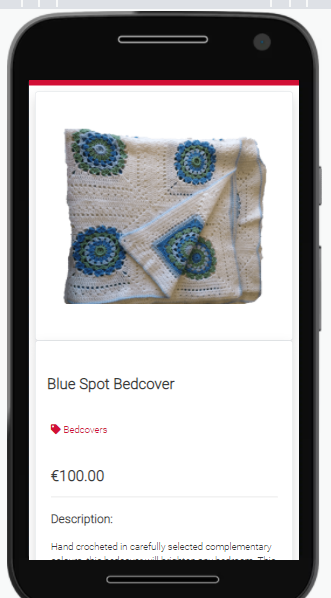 Blue Spot Bedcover
Bedcovers
€100.00
Description:
Hand crocheted in carefully selected complementary
colours, this bedcover will brighten any bedroom. This